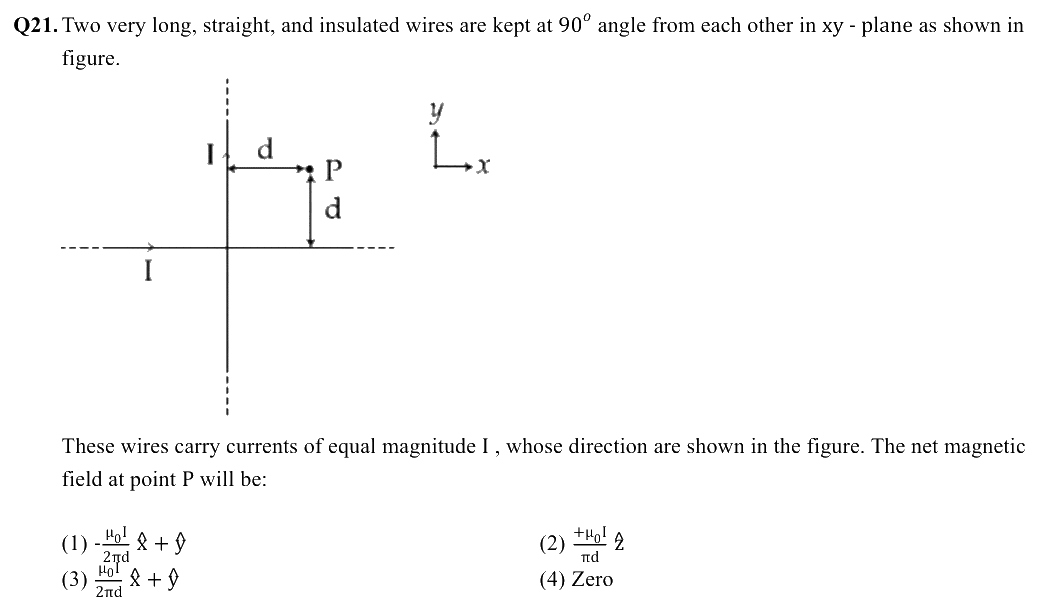 Q21. Two very long, straight, and insulated wires are kept at 90° angle from each other in xy - plane as shown in
figure.
y
I d
P
x
d
I
These wires carry currents of equal magnitude I , whose direction are shown in the figure. The net magnetic
field at point P will be:
(1) -μ₀I/2πd x̂ + ŷ
(2) +μ₀I/πd ẑ
(3) μ₀I/2πd x̂ + ŷ
(4) Zero